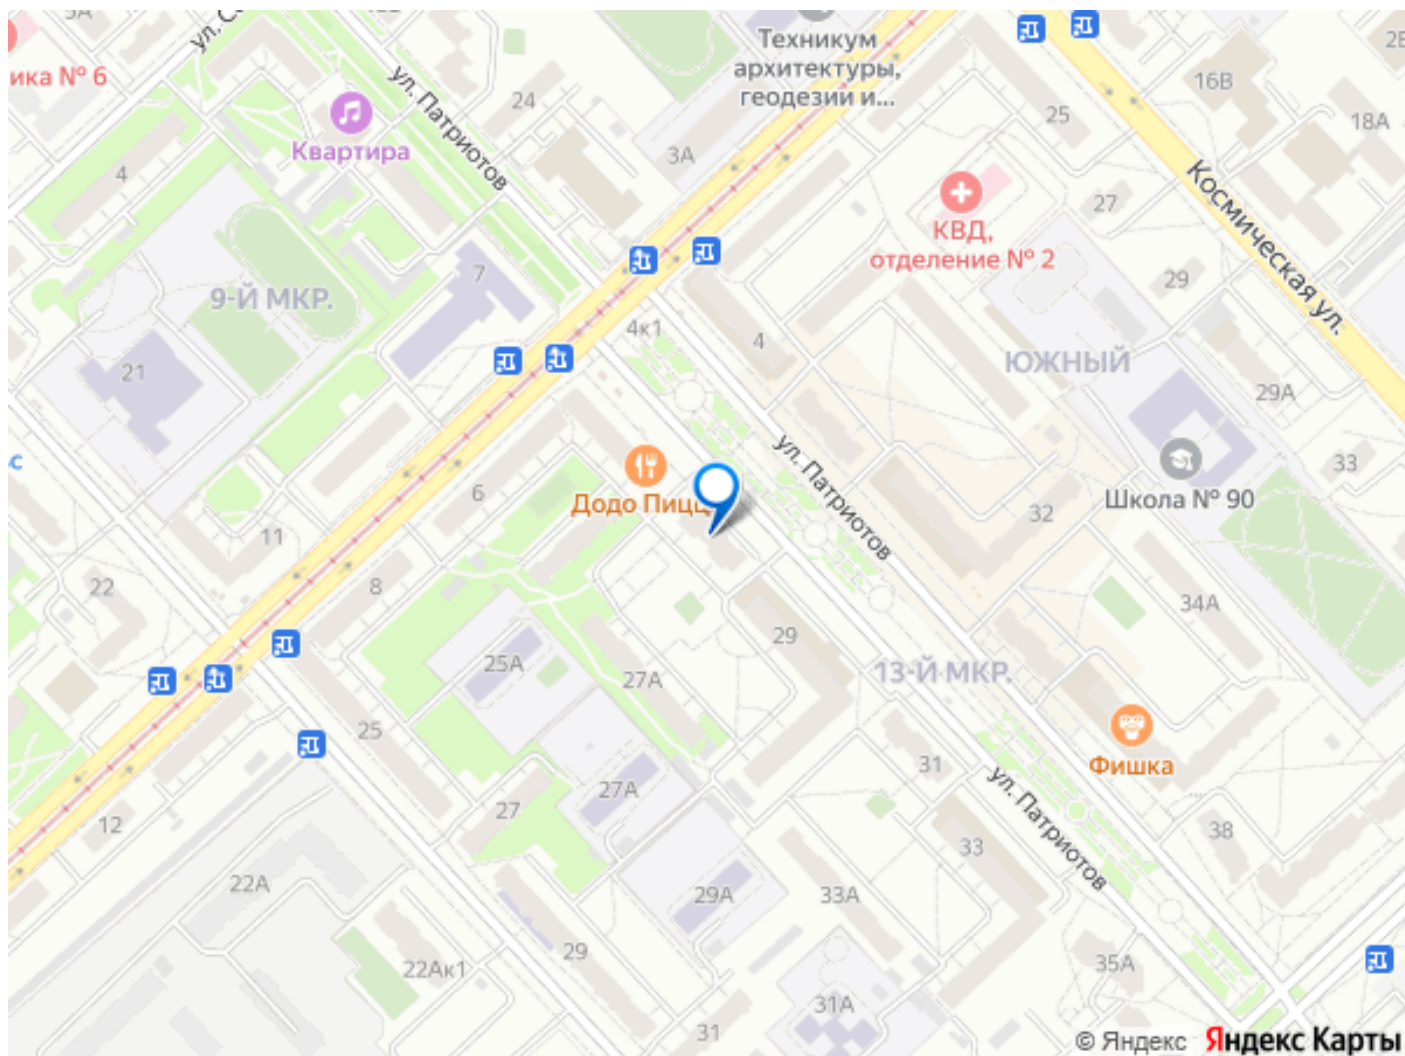 5А
ика № 6
ул. Патриотов
Квартира
24
Техникум
архитектуры,
геодезии и...
3А
25
16В
18А
4
КВД,
отделение № 2
27
Космическая ул.
9-Й МКР.
7
29
4к1
4
ЮЖНЫЙ
21
29А
ул. Патриотов
Додо Пицц
6
Школа № 90
33
32
11
22
8
34А
29
25А
27А
13-Й МКР.
25
31
Фишка
27
27А
ул. Патриотов
12
38
33
22А
29А
33А
29
22Ак1
35А
31А
31
© Яндекс Яндекс Карты